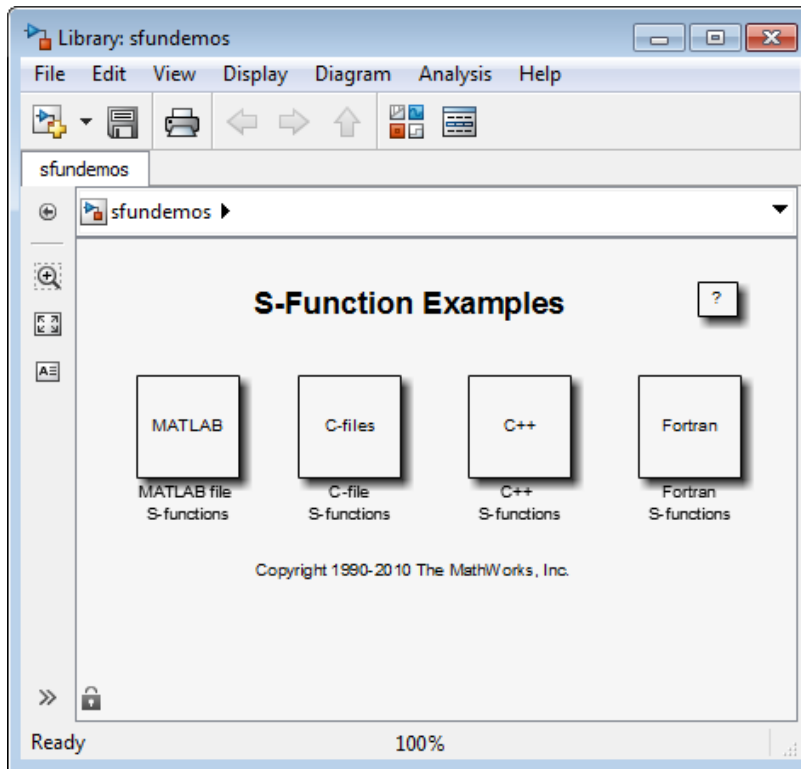 Library: sfundemos
File Edit View Display Diagram Analysis Help
sfundemos
sfundemos
S-Function Examples
?
MATLAB C-files C++ Fortran
MATLAB file C-file C++ Fortran
S-functions S-functions S-functions S-functions
Copyright 1990-2010 The MathWorks, Inc.
Ready 100%